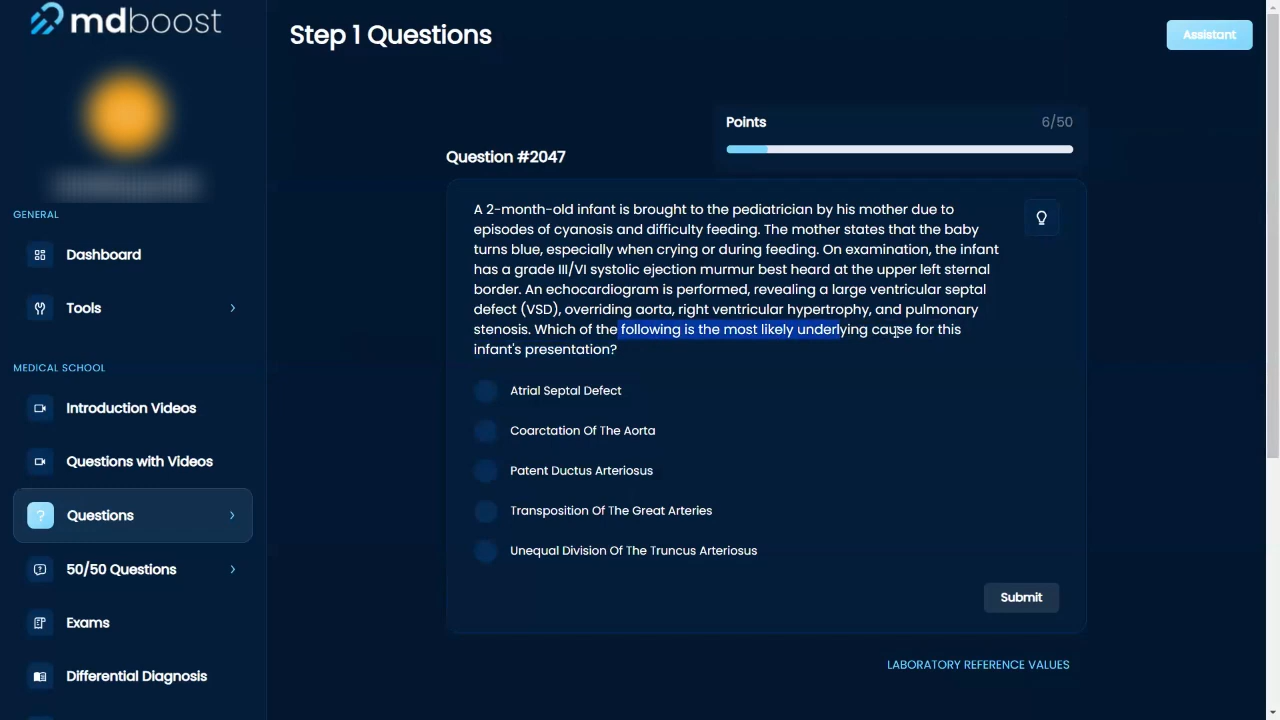 mdboost
Step 1 Questions
Assistant
Points
6/50
Question #2047
GENERAL
Dashboard
Tools
MEDICAL SCHOOL
Introduction Videos
Questions with Videos
Questions
50/50 Questions
Exams
Differential Diagnosis
A 2-month-old infant is brought to the pediatrician by his mother due to
episodes of cyanosis and difficulty feeding. The mother states that the baby
turns blue, especially when crying or during feeding. On examination, the infant
has a grade III/VI systolic ejection murmur best heard at the upper left sternal
border. An echocardiogram is performed, revealing a large ventricular septal
defect (VSD), overriding aorta, right ventricular hypertrophy, and pulmonary
stenosis. Which of the following is the most likely underlying cause for this
infant's presentation?
Atrial Septal Defect
Coarctation Of The Aorta
Patent Ductus Arteriosus
Transposition Of The Great Arteries
Unequal Division Of The Truncus Arteriosus
Submit
LABORATORY REFERENCE VALUES